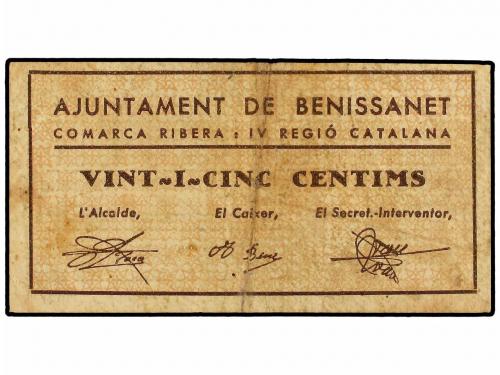 AJUNTAMENT DE BENISSANET
COMARCA RIBERA : IV REGIÓ CATALANA
VINT~I~CINC CENTIMS
L'Alcalde, El Caixer, El Secret.-Interventor,